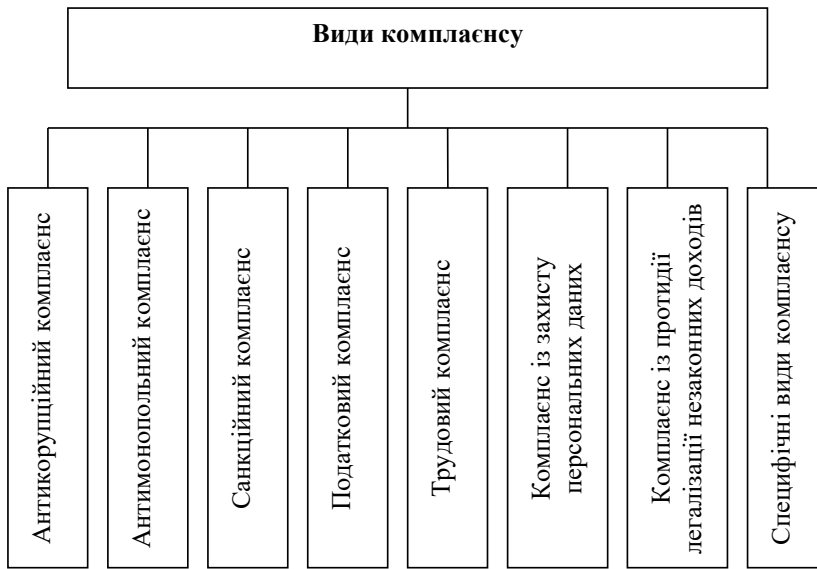 Види комплаєнсу
Антикорупційний комплаєнс
Антимонопольний комплаєнс
Санкційний комплаєнс
Податковий комплаєнс
Трудовий комплаєнс
Комплаєнс із захисту
персональних даних
Комплаєнс із протидії
легалізації незаконних доходів
Специфічні види комплаєнсу